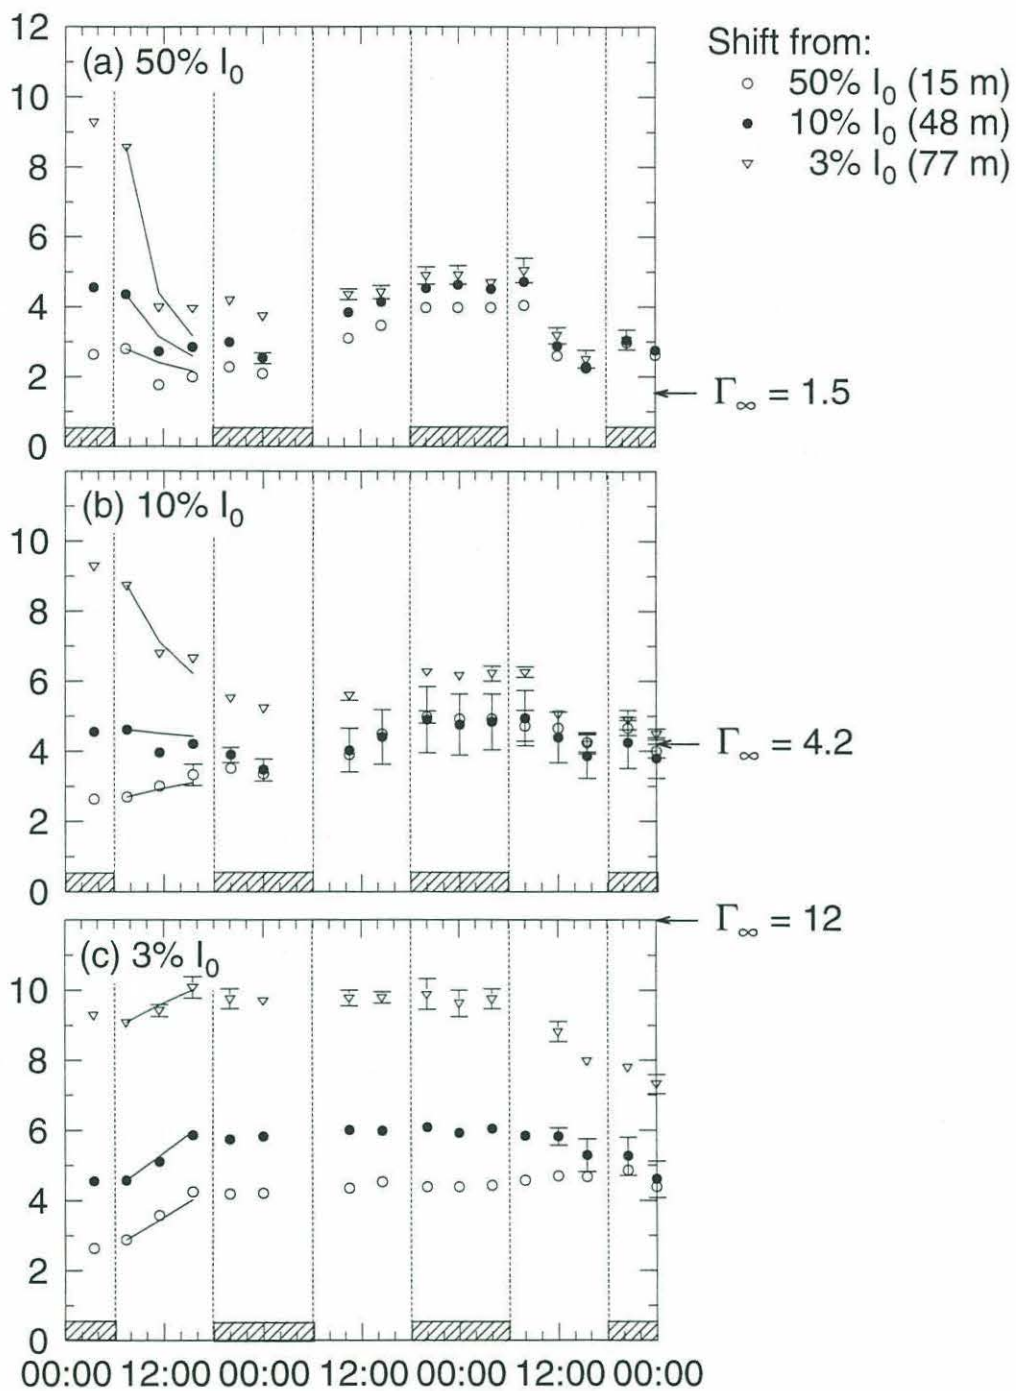 12
(a) 50% I0
10
8
6
4
2
0
Shift from:
50% I0 (15 m)
10% I0 (48 m)
3% I0 (77 m)
Γ∞ = 1.5
(b) 10% I0
10
8
6
4
2
0
Γ∞ = 4.2
(c) 3% I0
10
8
6
4
2
0
Γ∞ = 12
00:00 12:00 00:00 12:00 00:00 12:00 00:00